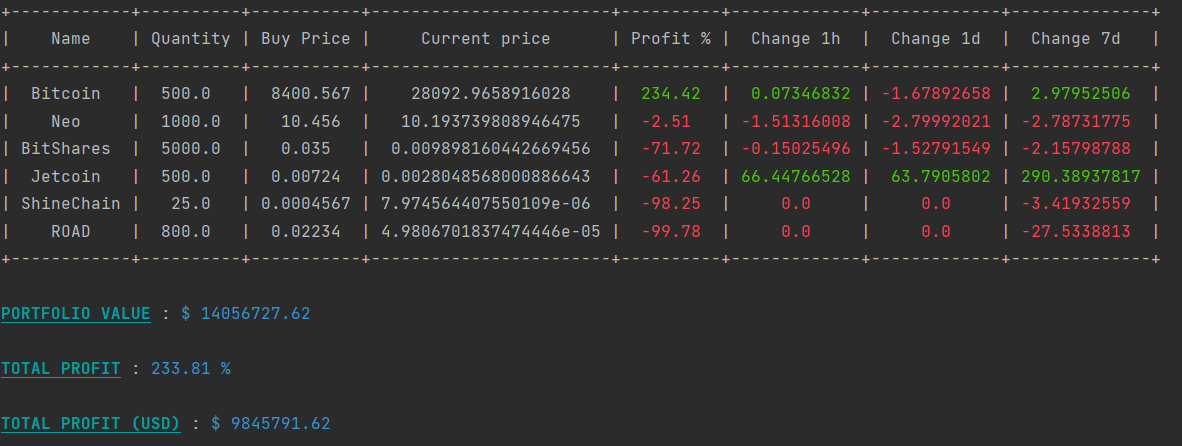 +------------+----------+-----------+------------------------+----------+-------------+-------------+--------------+
|    Name    | Quantity | Buy Price |     Current price      | Profit % |  Change 1h  |  Change 1d  |  Change 7d   |
+------------+----------+-----------+------------------------+----------+-------------+-------------+--------------+
|  Bitcoin   |  500.0   |  8400.567 |    28092.9658916028    |  234.42  |  0.07346832 | -1.67892658 |  2.97952506  |
|    Neo     |  1000.0  |   10.456  |   10.193739808946475   |  -2.51   | -1.51316008 | -2.79992021 | -2.78731775  |
| BitShares  |  5000.0  |   0.035   |  0.0098981604426​69456  |  -71.72  | -0.15025496 | -1.52791549 | -2.15798788  |
|  Jetcoin   |  500.0   |  0.00724  | 0.0028048568000886643  |  -61.26  | 66.44766528 |  63.7905802 | 290.38937817 |
| ShineChain |   25.0   | 0.0004567 | 7.974564407550109e-06  |  -98.25  |     0.0     |     0.0     | -3.41932559  |
|    ROAD    |  800.0   |  0.02234  | 4.9806701837474446e-05 |  -99.78  |     0.0     |     0.0     | -27.5338813  |
+------------+----------+-----------+------------------------+----------+-------------+-------------+--------------+
PORTFOLIO VALUE : $ 14056727.62
TOTAL PROFIT : 233.81 %
TOTAL PROFIT (USD) : $ 9845791.62